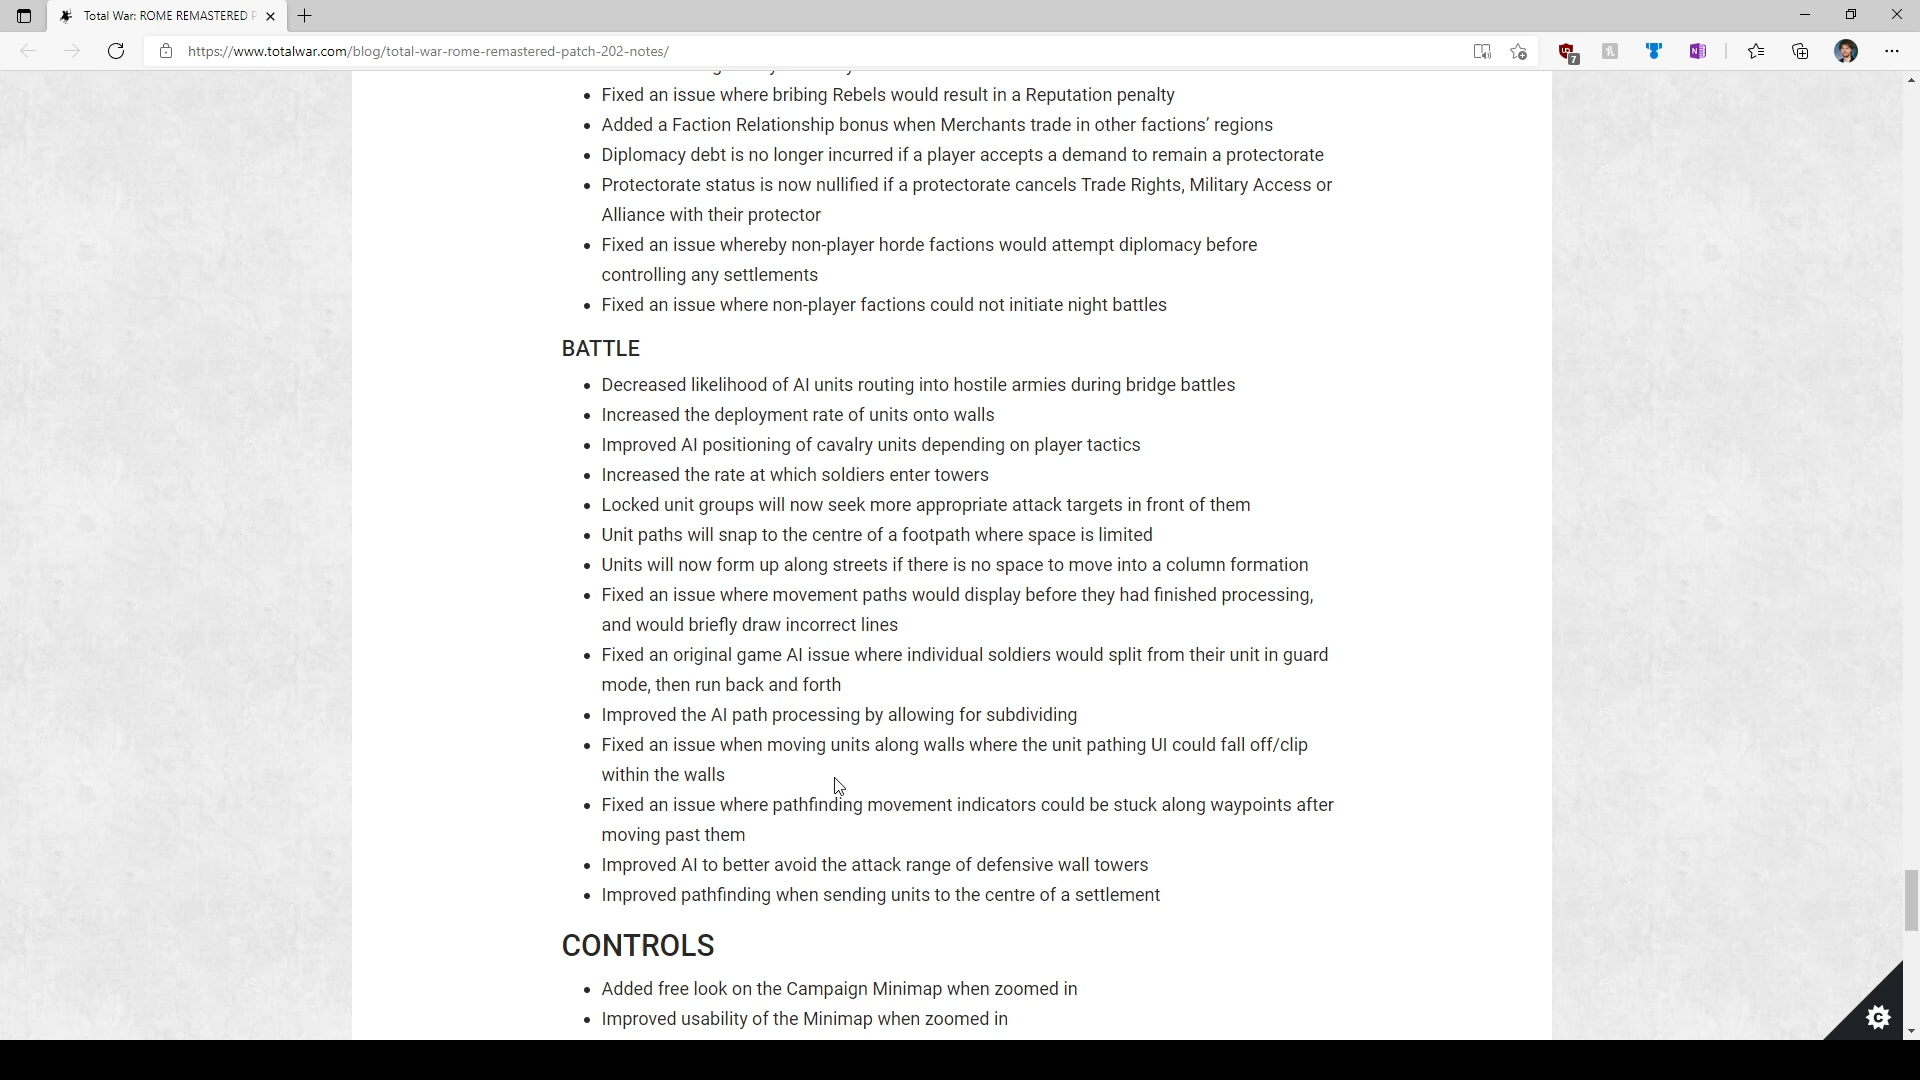 Total War: ROME REMASTERED P
https://www.totalwar.com/blog/total-war-rome-remastered-patch-202-notes/
7
Fixed an issue where bribing Rebels would result in a Reputation penalty
Added a Faction Relationship bonus when Merchants trade in other factions’ regions
Diplomacy debt is no longer incurred if a player accepts a demand to remain a protectorate
Protectorate status is now nullified if a protectorate cancels Trade Rights, Military Access or
Alliance with their protector
Fixed an issue whereby non-player horde factions would attempt diplomacy before
controlling any settlements
Fixed an issue where non-player factions could not initiate night battles
BATTLE
Decreased likelihood of AI units routing into hostile armies during bridge battles
Increased the deployment rate of units onto walls
Improved AI positioning of cavalry units depending on player tactics
Increased the rate at which soldiers enter towers
Locked unit groups will now seek more appropriate attack targets in front of them
Unit paths will snap to the centre of a footpath where space is limited
Units will now form up along streets if there is no space to move into a column formation
Fixed an issue where movement paths would display before they had finished processing,
and would briefly draw incorrect lines
Fixed an original game AI issue where individual soldiers would split from their unit in guard
mode, then run back and forth
Improved the AI path processing by allowing for subdividing
Fixed an issue when moving units along walls where the unit pathing UI could fall off/clip
within the walls
Fixed an issue where pathfinding movement indicators could be stuck along waypoints after
moving past them
Improved AI to better avoid the attack range of defensive wall towers
Improved pathfinding when sending units to the centre of a settlement
CONTROLS
Added free look on the Campaign Minimap when zoomed in
Improved usability of the Minimap when zoomed in